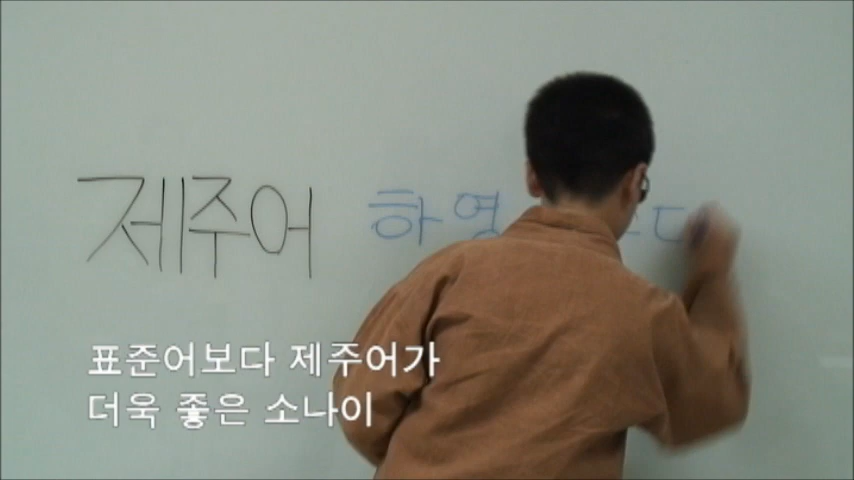 제주어 하영
표준어보다 제주어가
더욱 좋은 소나이